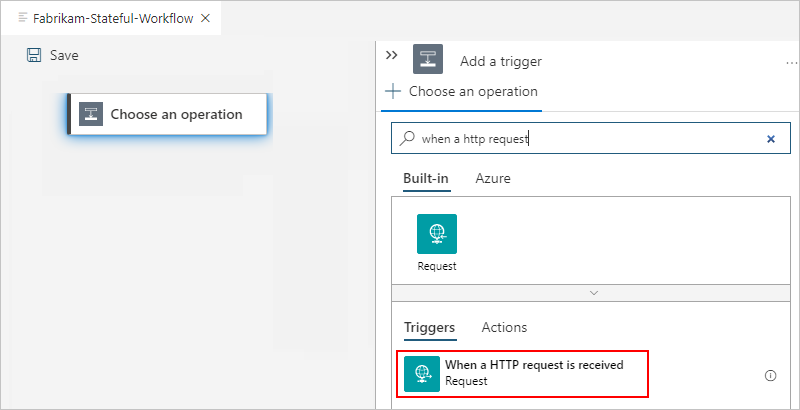 Fabrikam-Stateful-Workflow
Save
Choose an operation
Add a trigger
...
Choose an operation
when a http request
Built-in Azure
Request
Triggers Actions
When a HTTP request is received
Request